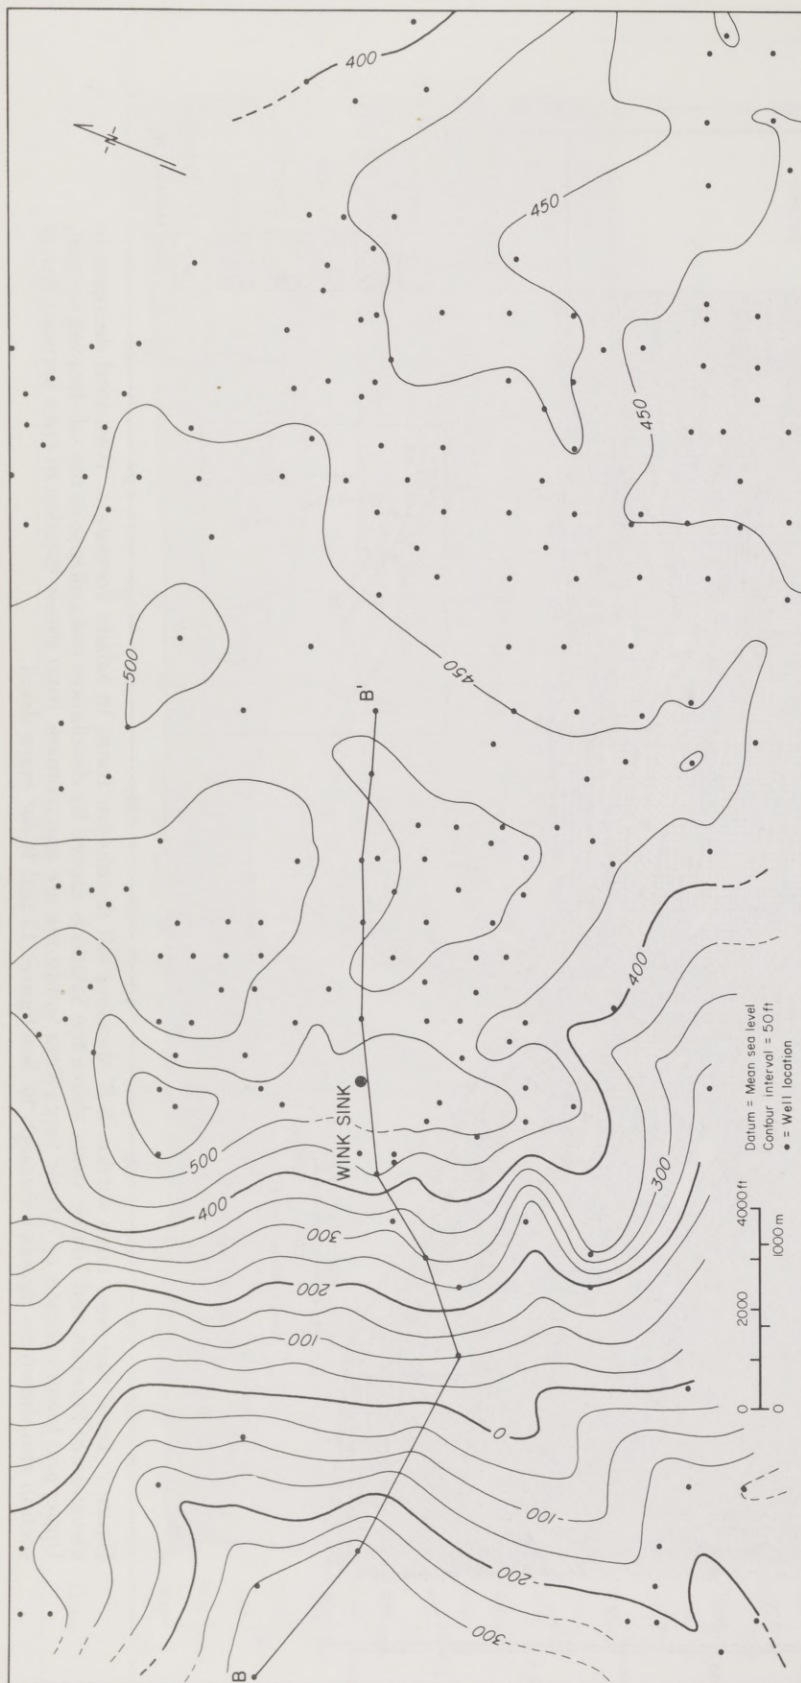 400
-N-
450
450
450
500
B'
WINK SINK
500
400
400
300
300
200
100
0
-100
-200
-300
B
Datum = Mean sea level
Contour interval = 50 ft
• = Well location
0 2000 4000 ft
0 1000 m